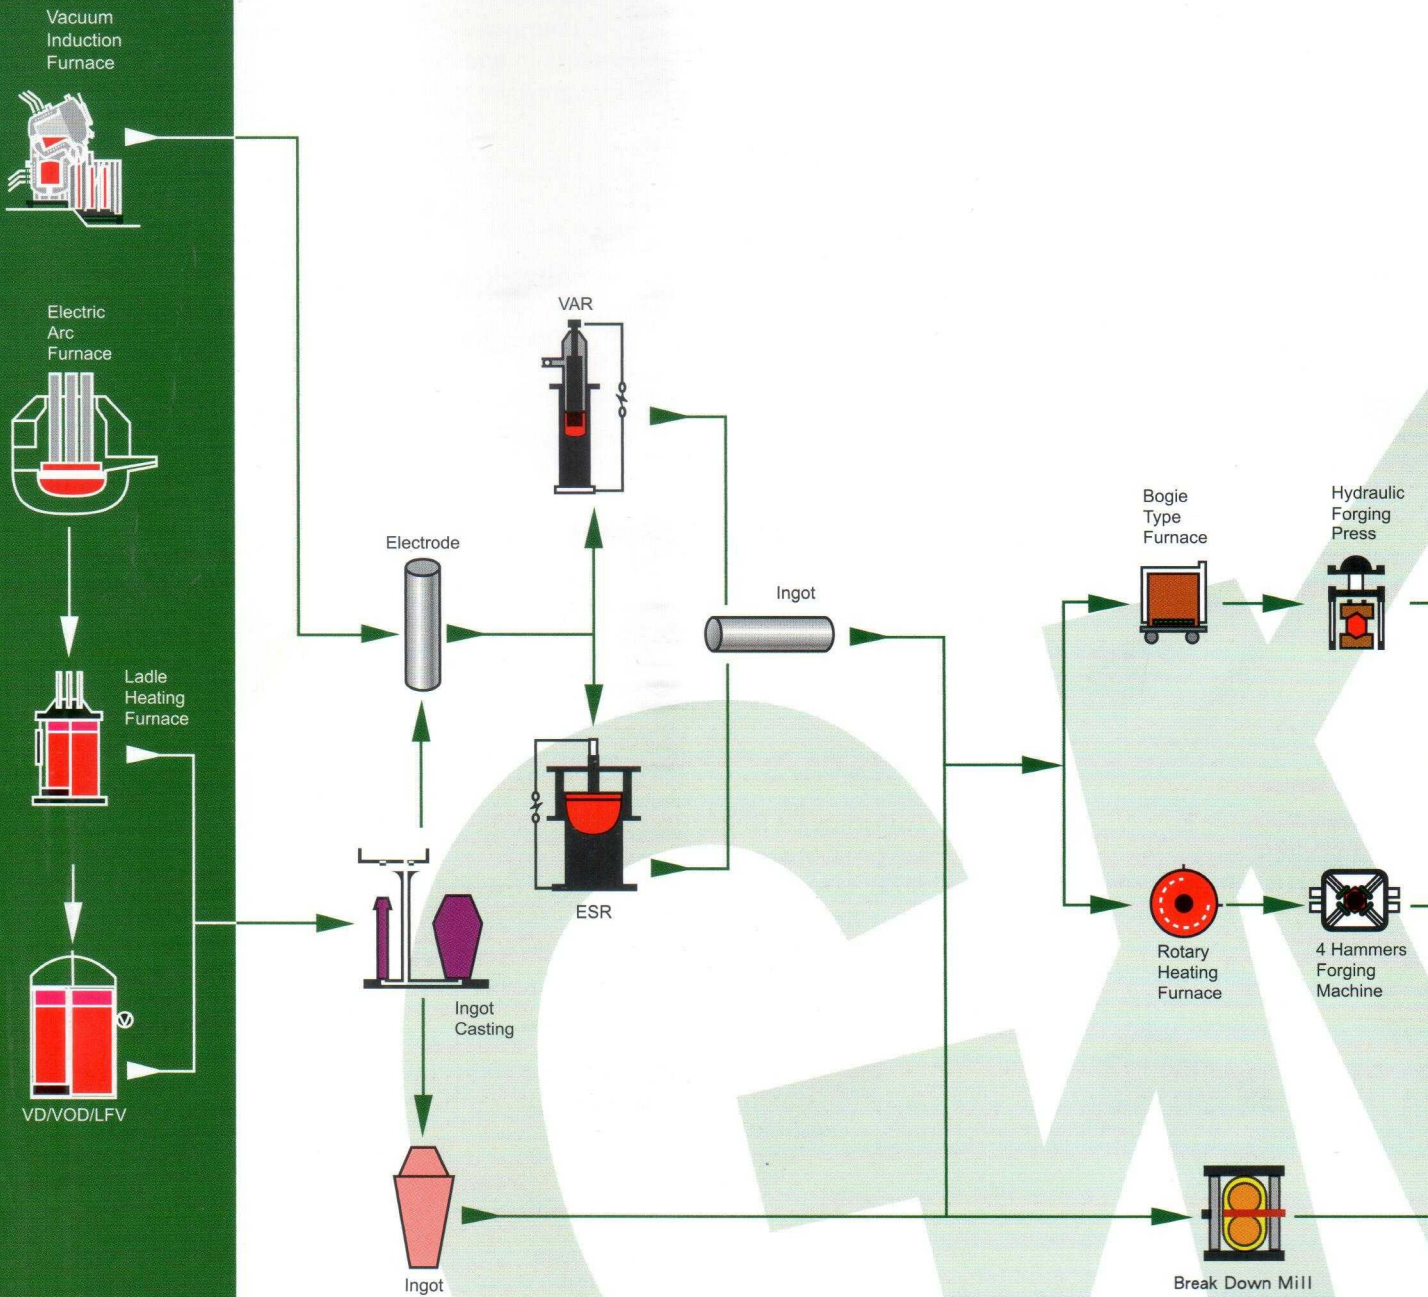 Vacuum
Induction
Furnace
Electric
Arc
Furnace
VAR
Electrode
Ingot
Bogie
Type
Furnace
Hydraulic
Forging
Press
Ladle
Heating
Furnace
ESR
Rotary
Heating
Furnace
4 Hammers
Forging
Machine
Ingot
Casting
V
VD/VOD/LFV
Ingot
Break Down Mill